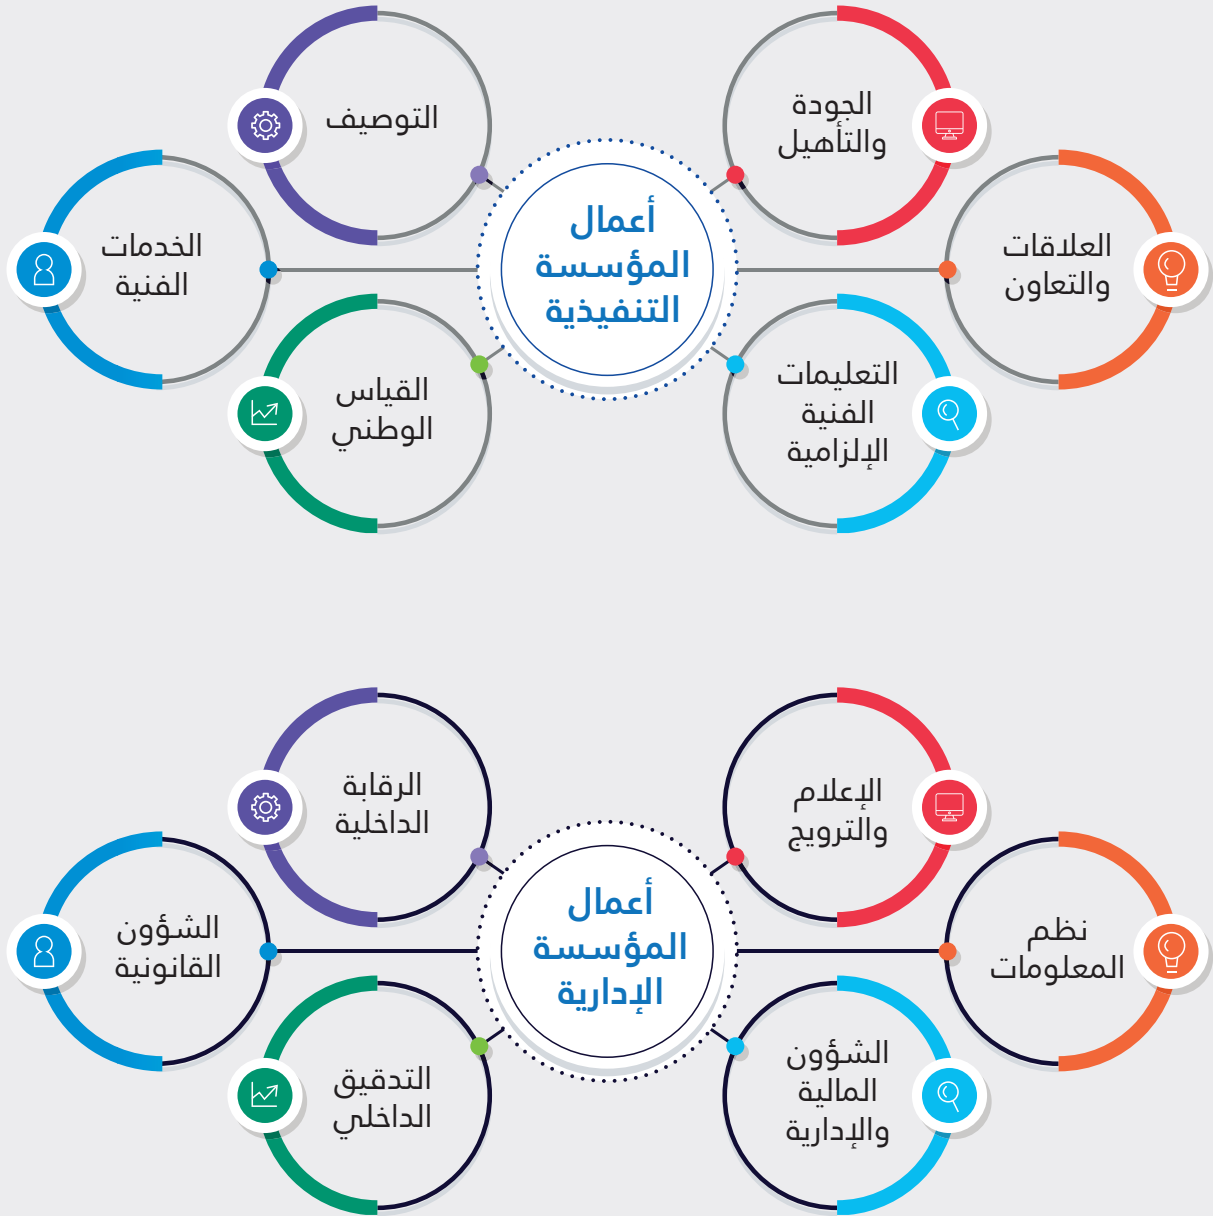 الجودة
والتأهيل
التوصيف
العلاقات
والتعاون
أعمال
المؤسسة
التنفيذية
الخدمات
الفنية
التعليمات
الفنية
الإلزامية
القياس
الوطني
الإعلام
والترويج
الرقابة
الداخلية
نظم
المعلومات
أعمال
المؤسسة
الإدارية
الشؤون
القانونية
الشؤون
المالية
والإدارية
التدقيق
الداخلي